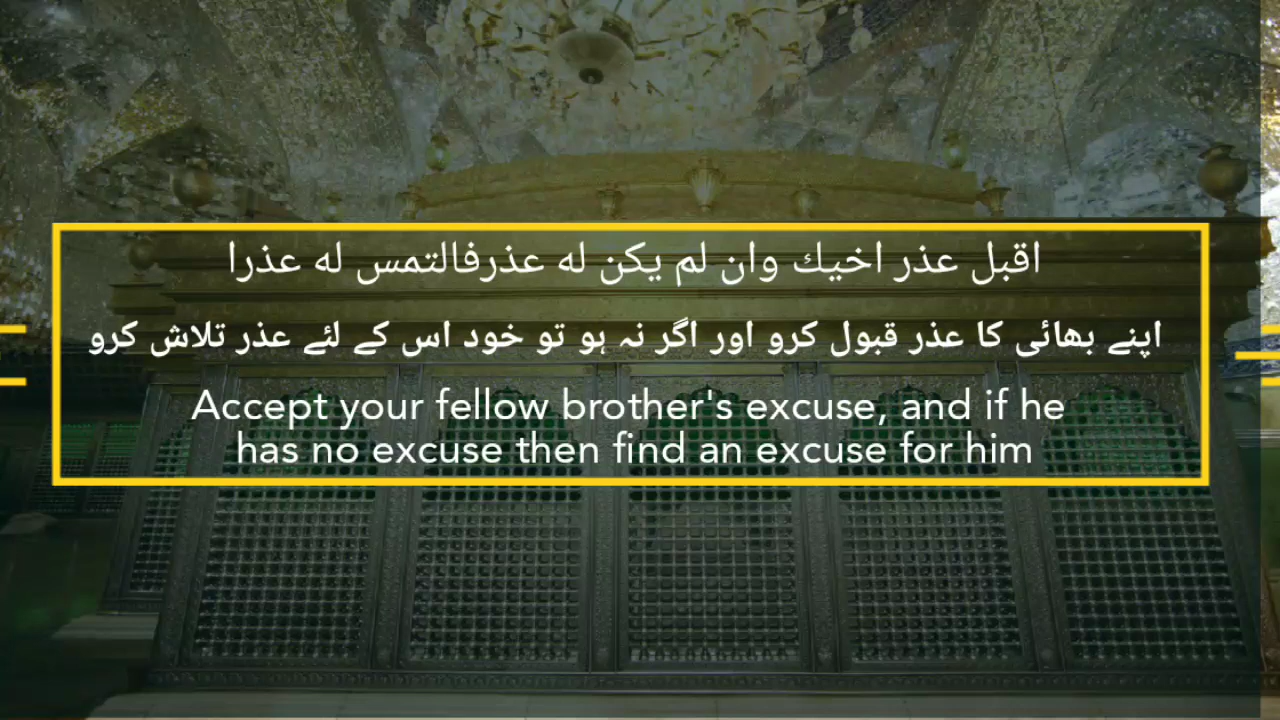 اقبل عذر اخيك وان لم يكن له عذرفالتمس له عذرا
اپنے بھائی کا عذر قبول کرو اور اگر نہ ہو تو خود اس کے لئے عذر تلاش کرو
Accept your fellow brother's excuse, and if he
has no excuse then find an excuse for him